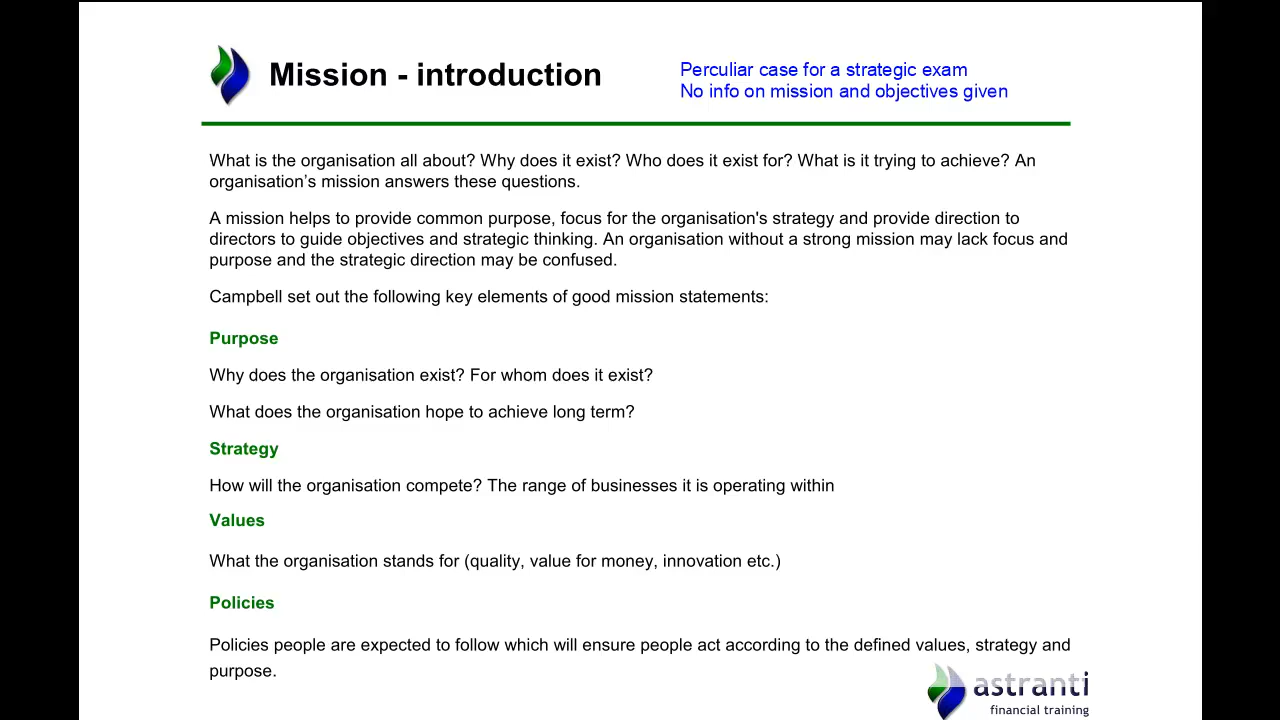 Mission - introduction
Perculiar case for a strategic exam
No info on mission and objectives given
What is the organisation all about? Why does it exist? Who does it exist for? What is it trying to achieve? An
organisation’s mission answers these questions.
A mission helps to provide common purpose, focus for the organisation's strategy and provide direction to
directors to guide objectives and strategic thinking. An organisation without a strong mission may lack focus and
purpose and the strategic direction may be confused.
Campbell set out the following key elements of good mission statements:
Purpose
Why does the organisation exist? For whom does it exist?
What does the organisation hope to achieve long term?
Strategy
How will the organisation compete? The range of businesses it is operating within
Values
What the organisation stands for (quality, value for money, innovation etc.)
Policies
Policies people are expected to follow which will ensure people act according to the defined values, strategy and
purpose.
astranti
financial training